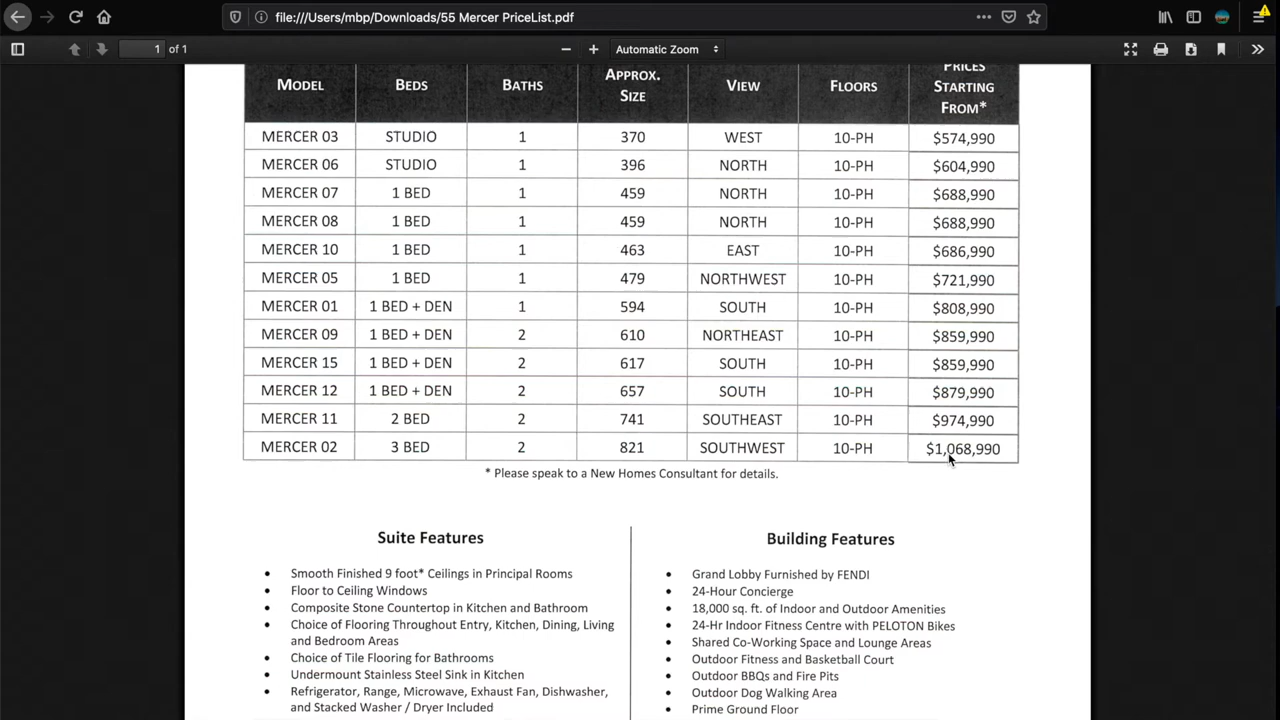 file:///Users/mbp/Downloads/55 Mercer PriceList.pdf
1 of 1
Automatic Zoom
MODEL BEDS BATHS APPROX. SIZE VIEW FLOORS PRICES STARTING FROM*
MERCER 03 STUDIO 1 370 WEST 10-PH $574,990
MERCER 06 STUDIO 1 396 NORTH 10-PH $604,990
MERCER 07 1 BED 1 459 NORTH 10-PH $688,990
MERCER 08 1 BED 1 459 NORTH 10-PH $688,990
MERCER 10 1 BED 1 463 EAST 10-PH $686,990
MERCER 05 1 BED 1 479 NORTHWEST 10-PH $721,990
MERCER 01 1 BED + DEN 1 594 SOUTH 10-PH $808,990
MERCER 09 1 BED + DEN 2 610 NORTHEAST 10-PH $859,990
MERCER 15 1 BED + DEN 2 617 SOUTH 10-PH $859,990
MERCER 12 1 BED + DEN 2 657 SOUTH 10-PH $879,990
MERCER 11 2 BED 2 741 SOUTHEAST 10-PH $974,990
MERCER 02 3 BED 2 821 SOUTHWEST 10-PH $1,068,990
* Please speak to a New Homes Consultant for details.
Suite Features
• Smooth Finished 9 foot* Ceilings in Principal Rooms
• Floor to Ceiling Windows
• Composite Stone Countertop in Kitchen and Bathroom
• Choice of Flooring Throughout Entry, Kitchen, Dining, Living
and Bedroom Areas
• Choice of Tile Flooring for Bathrooms
• Undermount Stainless Steel Sink in Kitchen
• Refrigerator, Range, Microwave, Exhaust Fan, Dishwasher,
and Stacked Washer / Dryer Included
Building Features
• Grand Lobby Furnished by FENDI
• 24-Hour Concierge
• 18,000 sq. ft. of Indoor and Outdoor Amenities
• 24-Hr Indoor Fitness Centre with PELOTON Bikes
• Shared Co-Working Space and Lounge Areas
• Outdoor Fitness and Basketball Court
• Outdoor BBQs and Fire Pits
• Outdoor Dog Walking Area
• Prime Ground Floor